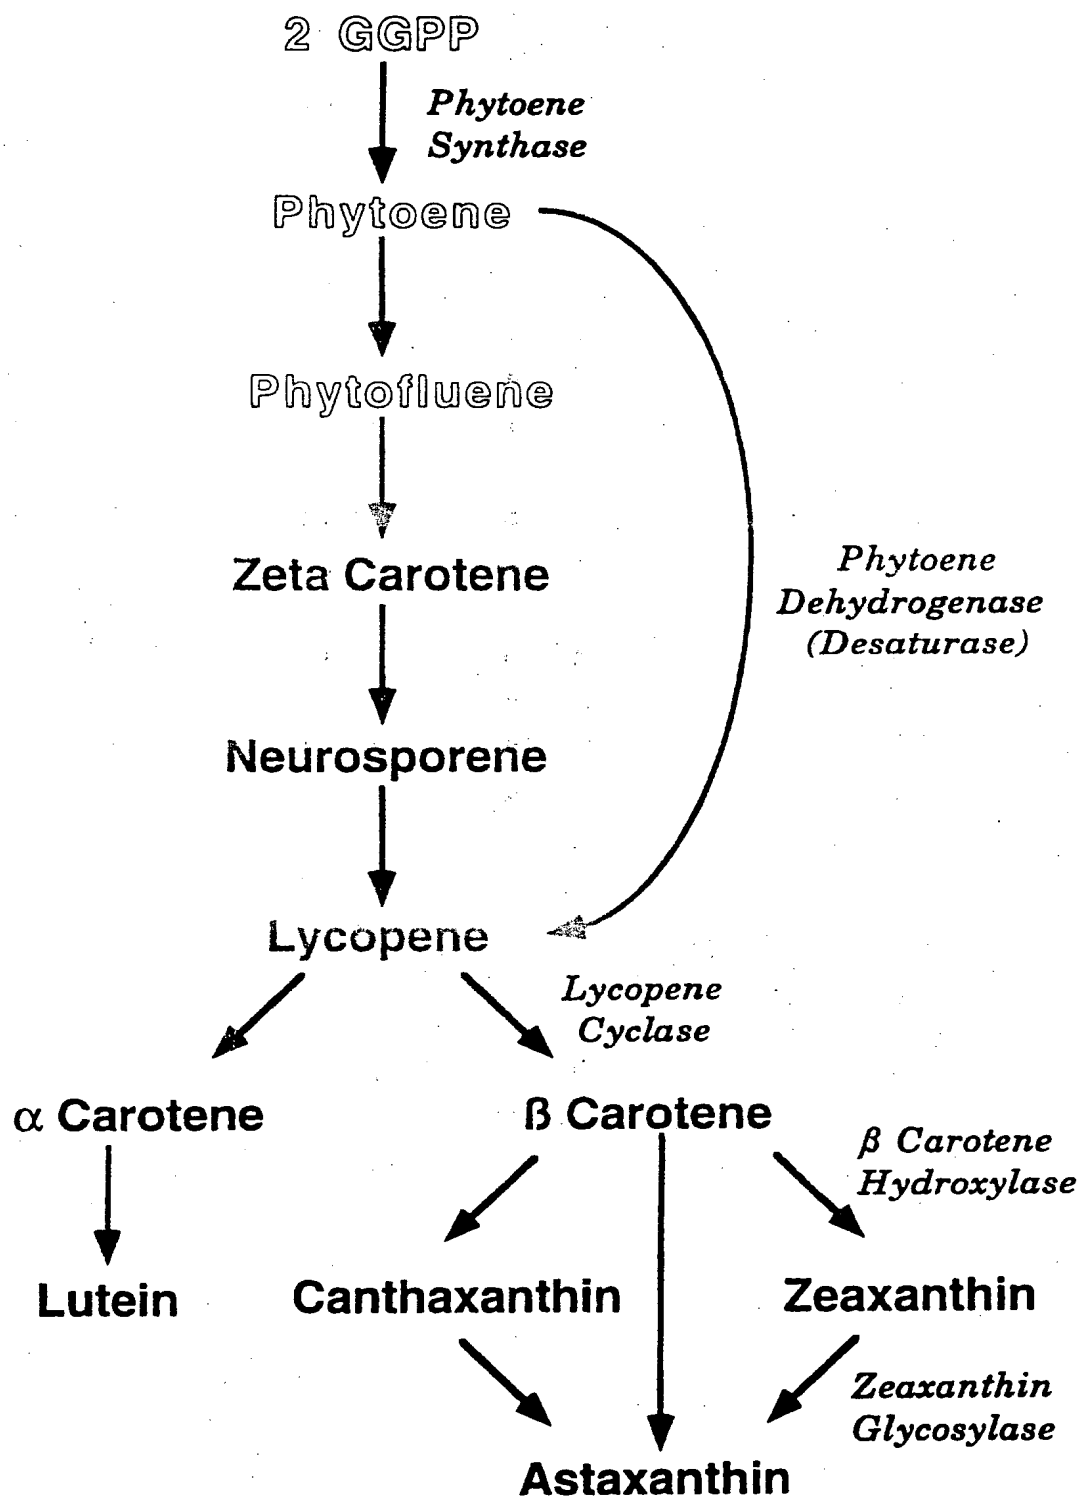 2 GGPP
Phytoene
Synthase
Phytoene
Phytofluene
Zeta Carotene
Phytoene
Dehydrogenase
(Desaturase)
Neurosporene
Lycopene
Lycopene
Cyclase
α Carotene
ß Carotene
β Carotene
Hydroxylase
Lutein
Canthaxanthin
Zeaxanthin
Zeaxanthin
Glycosylase
Astaxanthin